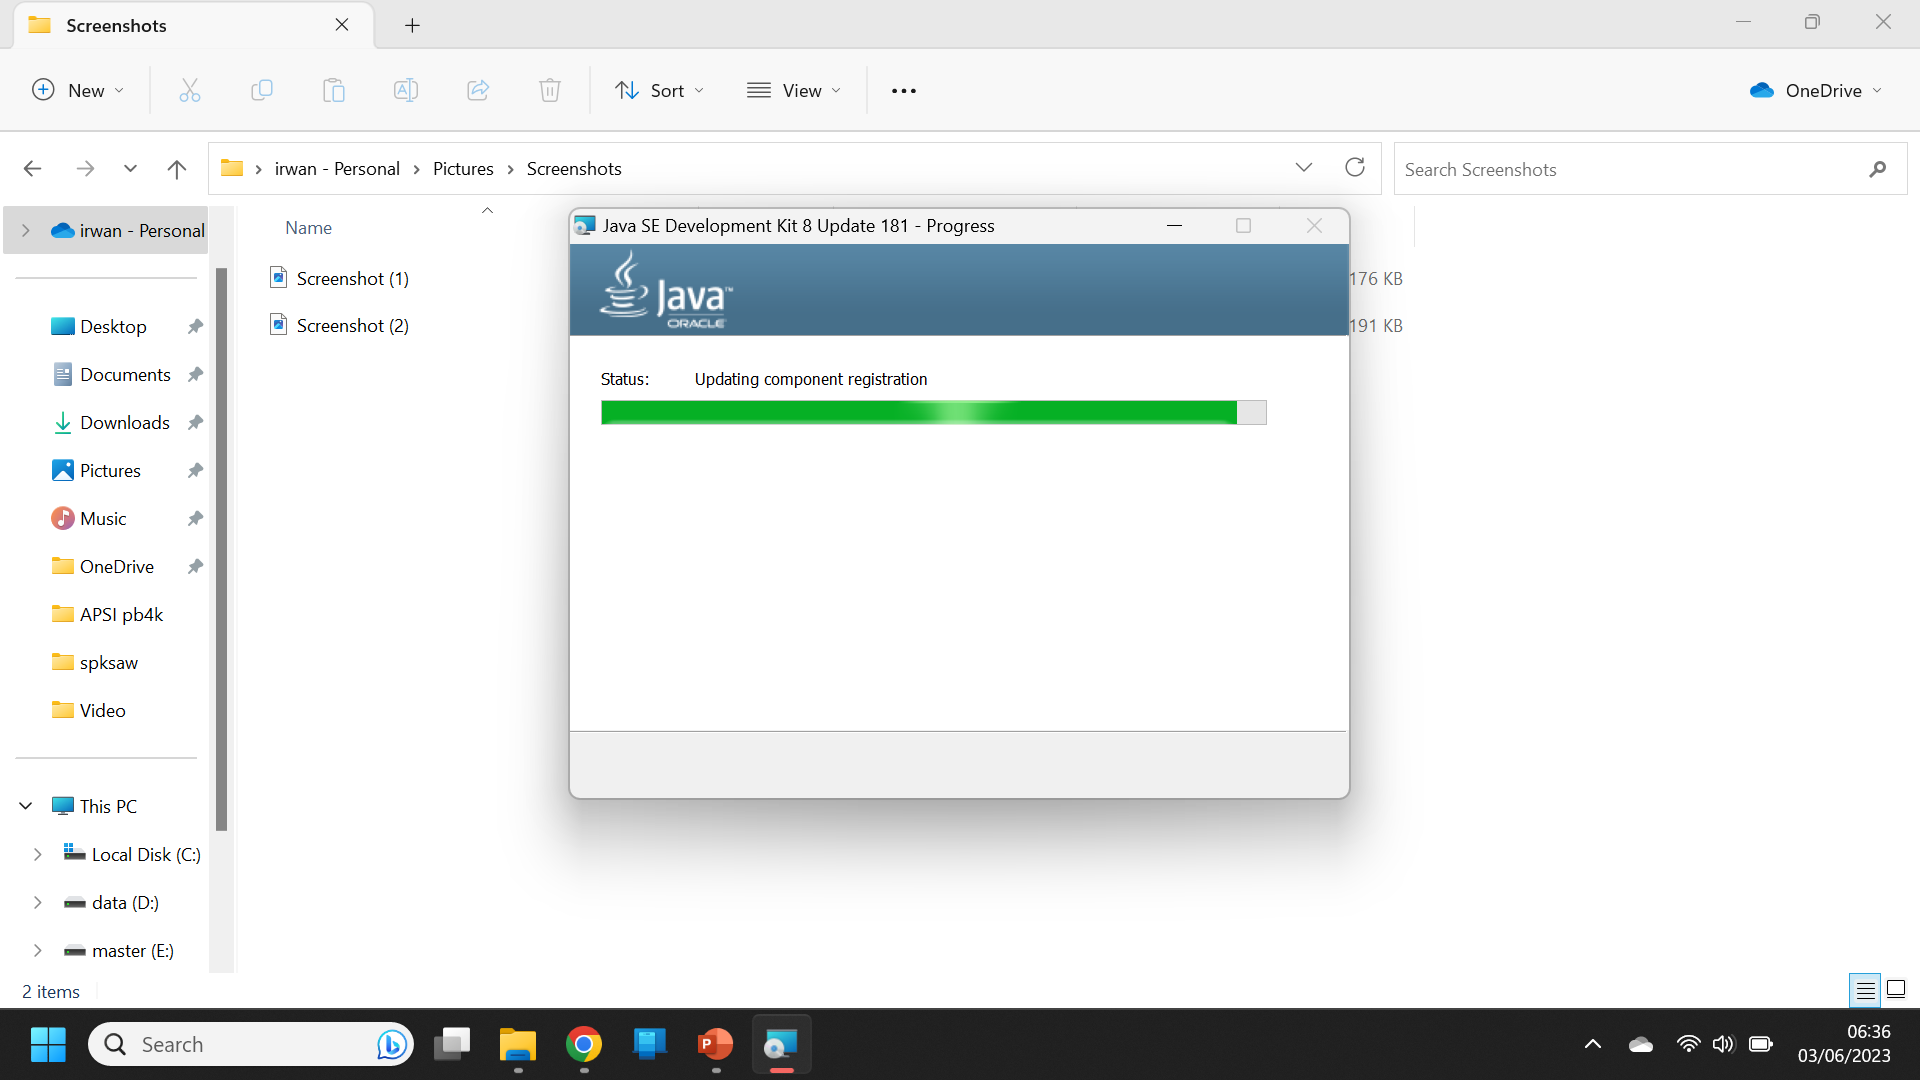 Screenshots
New
Sort
View
OneDrive
irwan - Personal
Pictures
Screenshots
Search Screenshots
irwan - Personal
Desktop
Documents
Downloads
Pictures
Music
OneDrive
APSI pb4k
spksaw
Video
This PC
Local Disk (C:)
data (D:)
master (E:)
Name
Screenshot (1)
176 KB
Screenshot (2)
191 KB
Java SE Development Kit 8 Update 181 - Progress
Java™
ORACLE
Status: Updating component registration
2 items
Search
06:36
03/06/2023